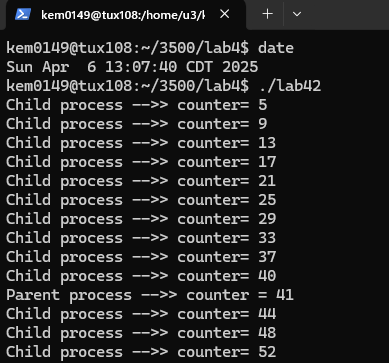 kem0149@tux108:/home/u3/k
kem0149@tux108:~/3500/lab4$ date
Sun Apr  6 13:07:40 CDT 2025
kem0149@tux108:~/3500/lab4$ ./lab42
Child process -->> counter= 5
Child process -->> counter= 9
Child process -->> counter= 13
Child process -->> counter= 17
Child process -->> counter= 21
Child process -->> counter= 25
Child process -->> counter= 29
Child process -->> counter= 33
Child process -->> counter= 37
Child process -->> counter= 40
Parent process -->> counter = 41
Child process -->> counter= 44
Child process -->> counter= 48
Child process -->> counter= 52